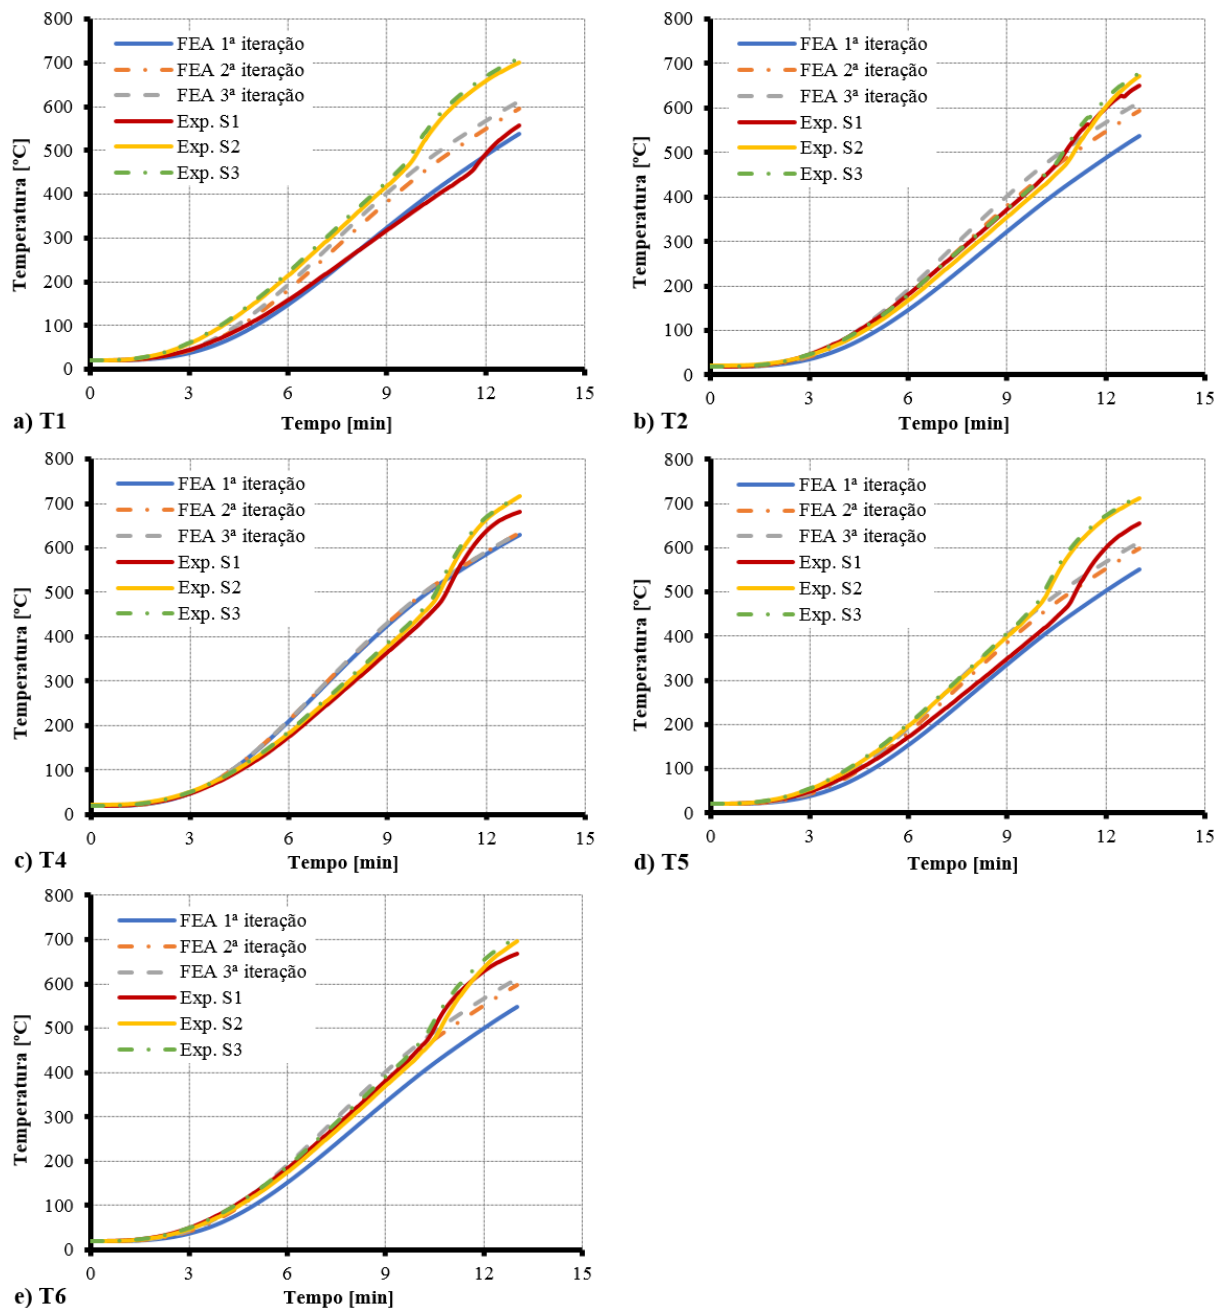 800
700
600
500
400
300
200
100
0
Temperatura [ºC]
FEA 1ª iteração
FEA 2ª iteração
FEA 3ª iteração
Exp. S1
Exp. S2
Exp. S3
0 3 6 9 12 15
Tempo [min]
a) T1
800
700
600
500
400
300
200
100
0
Temperatura [ºC]
FEA 1ª iteração
FEA 2ª iteração
FEA 3ª iteração
Exp. S1
Exp. S2
Exp. S3
0 3 6 9 12 15
Tempo [min]
b) T2
800
700
600
500
400
300
200
100
0
Temperatura [ºC]
FEA 1ª iteração
FEA 2ª iteração
FEA 3ª iteração
Exp. S1
Exp. S2
Exp. S3
0 3 6 9 12 15
Tempo [min]
c) T4
800
700
600
500
400
300
200
100
0
Temperatura [ºC]
FEA 1ª iteração
FEA 2ª iteração
FEA 3ª iteração
Exp. S1
Exp. S2
Exp. S3
0 3 6 9 12 15
Tempo [min]
d) T5
800
700
600
500
400
300
200
100
0
Temperatura [ºC]
FEA 1ª iteração
FEA 2ª iteração
FEA 3ª iteração
Exp. S1
Exp. S2
Exp. S3
0 3 6 9 12 15
Tempo [min]
e) T6